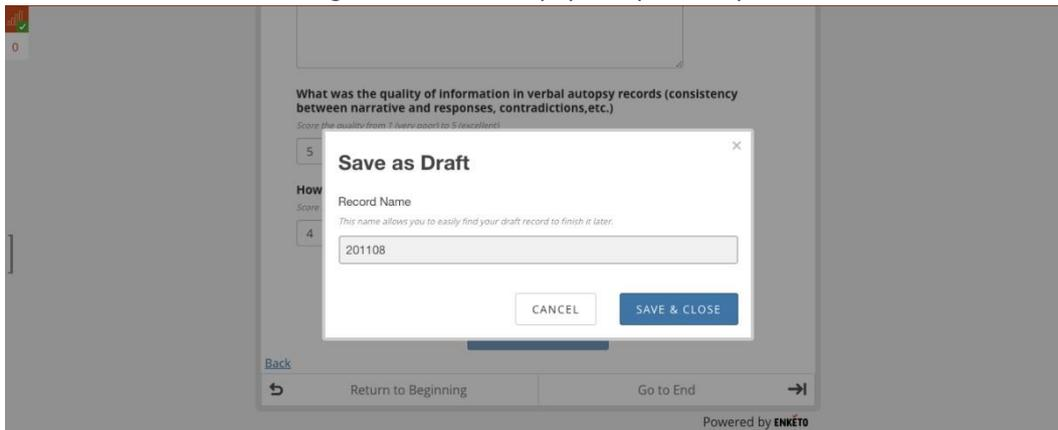 0
What was the quality of information in verbal autopsy records (consistency
between narrative and responses, contradictions,etc.)
Score the quality from 1 (very poor) to 5 (excellent)
5
Save as Draft
×
How
Score
Record Name
This name allows you to easily find your draft record to finish it later.
4
201108
CANCEL
SAVE & CLOSE
Back
Return to Beginning
Go to End
Powered by ENKETO